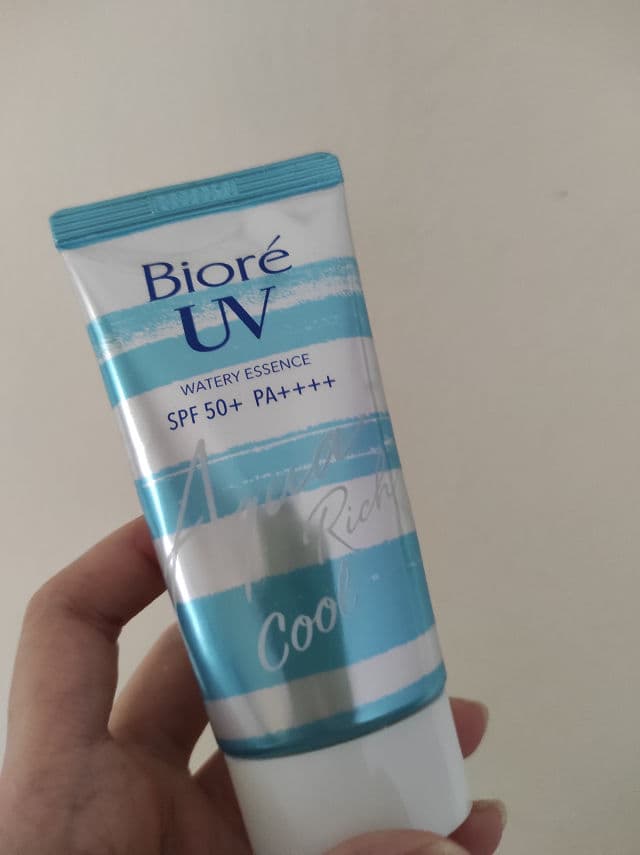 Bioré
UV
WATERY ESSENCE
SPF 50+ PA++++
Aqua
Rich
Cool